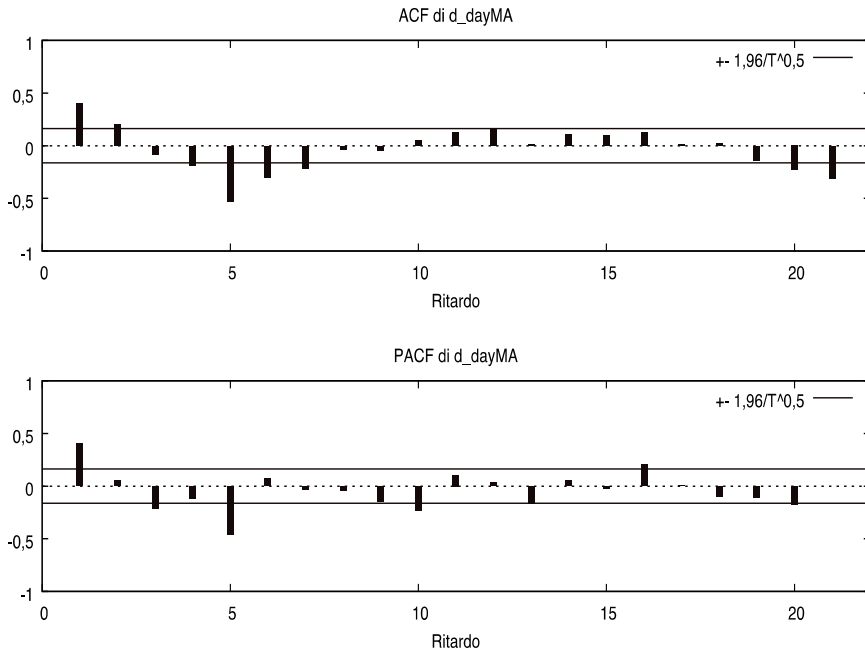 ACF di d_dayMA
+- 1,96/T^0,5
1
0,5
0
-0,5
-1
0 5 10 15 20
Ritardo
PACF di d_dayMA
+- 1,96/T^0,5
1
0,5
0
-0,5
-1
0 5 10 15 20
Ritardo